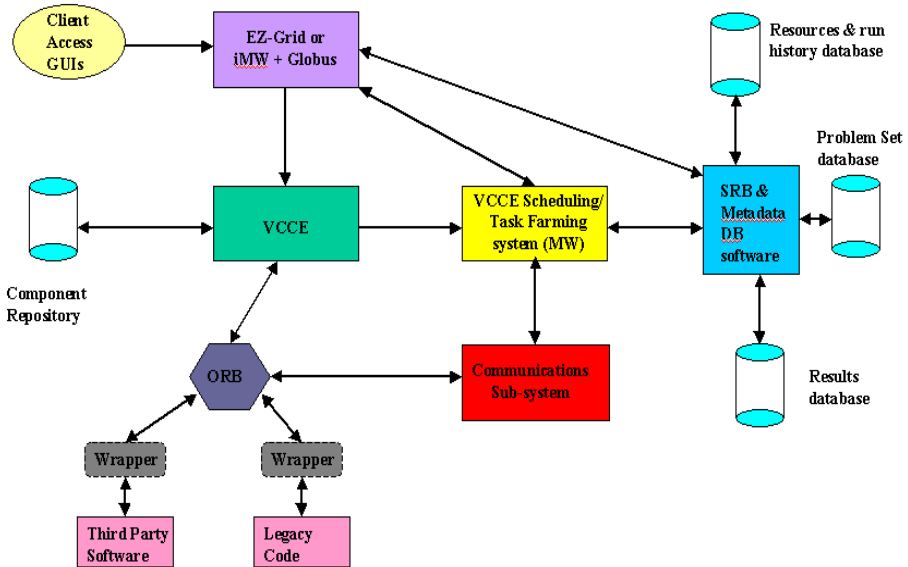 Client
Access
GUIs
EZ-Grid or
iMW + Globus
Resources & run
history database
Problem Set
database
VCCE
VCCE Scheduling/
Task Farming
system (MW)
SRB &
Metadata
DB
software
Component
Repository
ORB
Communications
Sub-system
Results
database
Wrapper
Wrapper
Third Party
Software
Legacy
Code